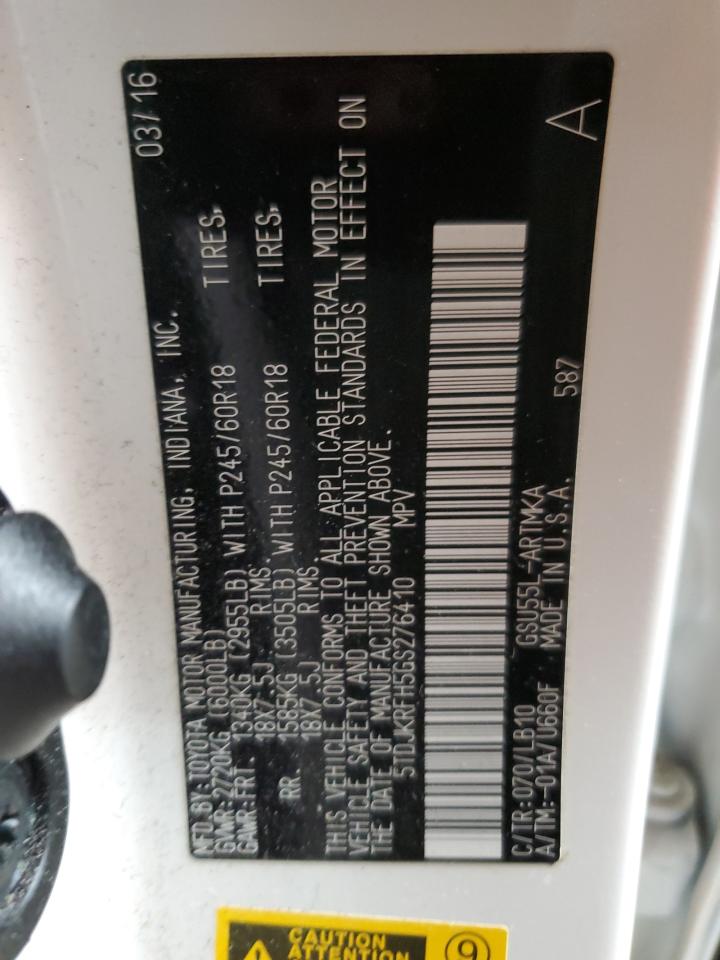 MFD.BY:TOYOTA MOTOR MANUFACTURING, INDIANA, INC. 03/16
GVWR:2720KG (6000LB)
GAWR:FRT. 1340KG (2955LB) WITH P245/60R18 TIRES,
18X7.5J RIMS
RR. 1585KG (3505LB) WITH P245/60R18 TIRES,
18X7.5J RIMS
THIS VEHICLE CONFORMS TO ALL APPLICABLE FEDERAL MOTOR
VEHICLE SAFETY AND THEFT PREVENTION STANDARDS IN EFFECT ON
THE DATE OF MANUFACTURE SHOWN ABOVE.
5TDJKRFH5GS276410 MPV
C/TR:070/LB10 GSU55L-ARTMKA
A/TM:-01A/U660F MADE IN U.S.A. 587
A
CAUTION
ATTENTION
9